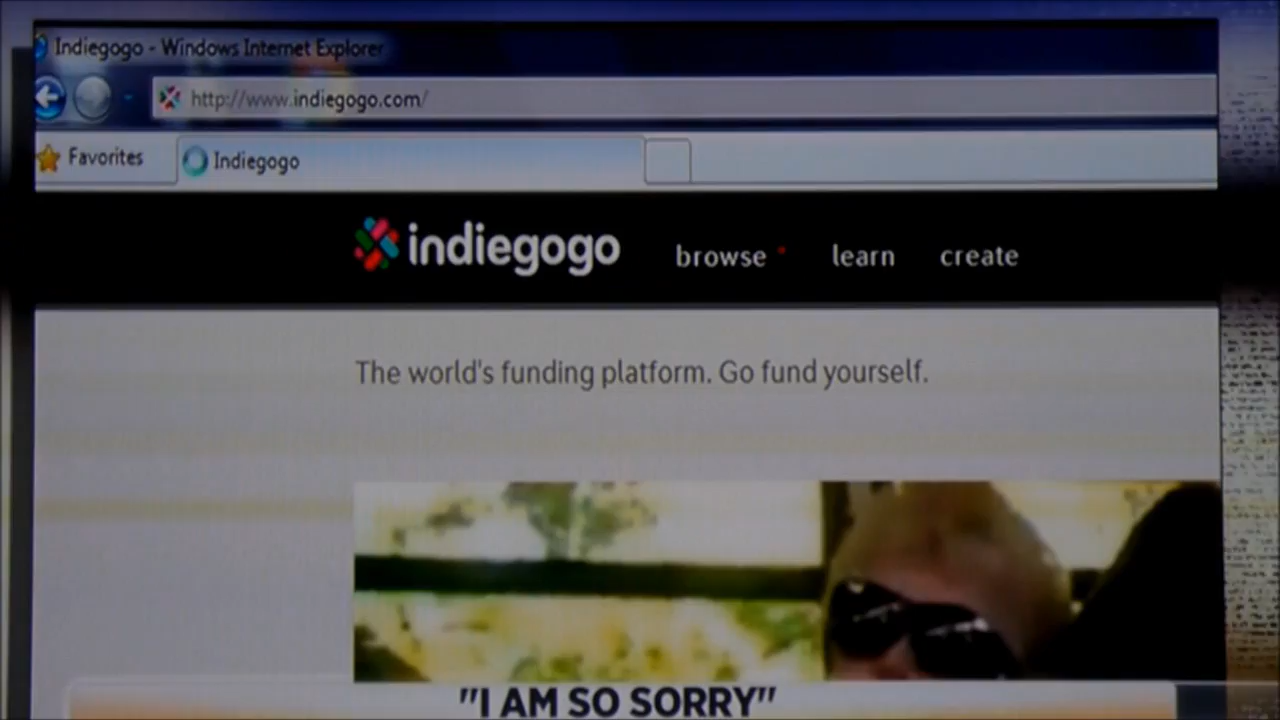 Indiegogo - Windows Internet Explorer
http://www.indiegogo.com/
Favorites
Indiegogo
indiegogo
browse
learn
create
The world's funding platform. Go fund yourself.
"I AM SO SORRY"